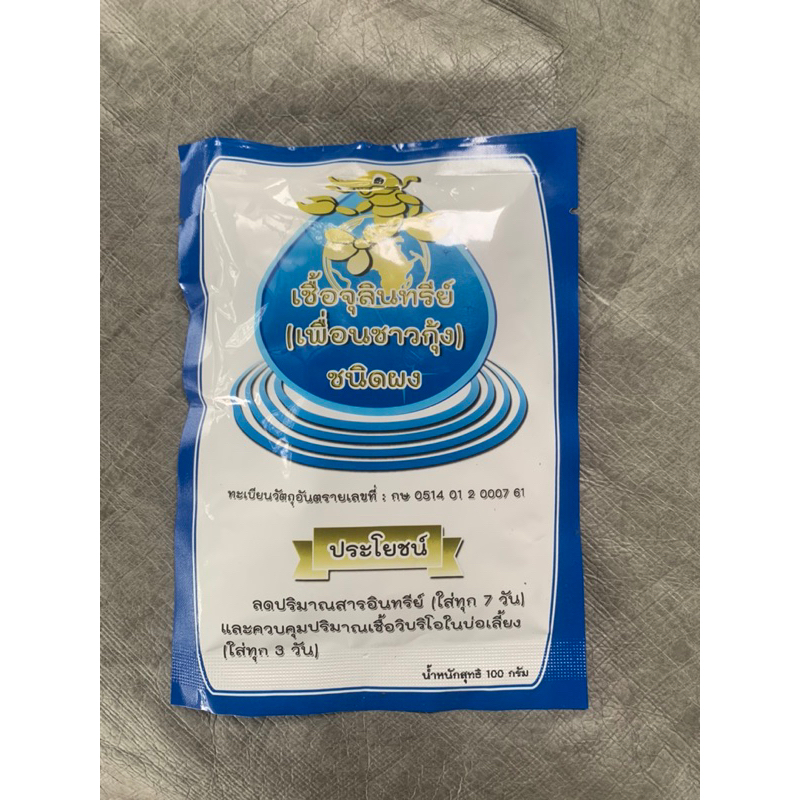 เชื้อจุลินทรีย์
(เพื่อนชาวกุ้ง)
ชนิดผง
ทะเบียนวัตถุอันตรายเลขที่ : กษ 0514 01 2 0007 61
ประโยชน์
ลดปริมาณสารอินทรีย์ (ใส่ทุก 7 วัน)
และควบคุมปริมาณเชื้อวิบริโอในบ่อเลี้ยง
(ใส่ทุก 3 วัน)
น้ำหนักสุทธิ 100 กรัม